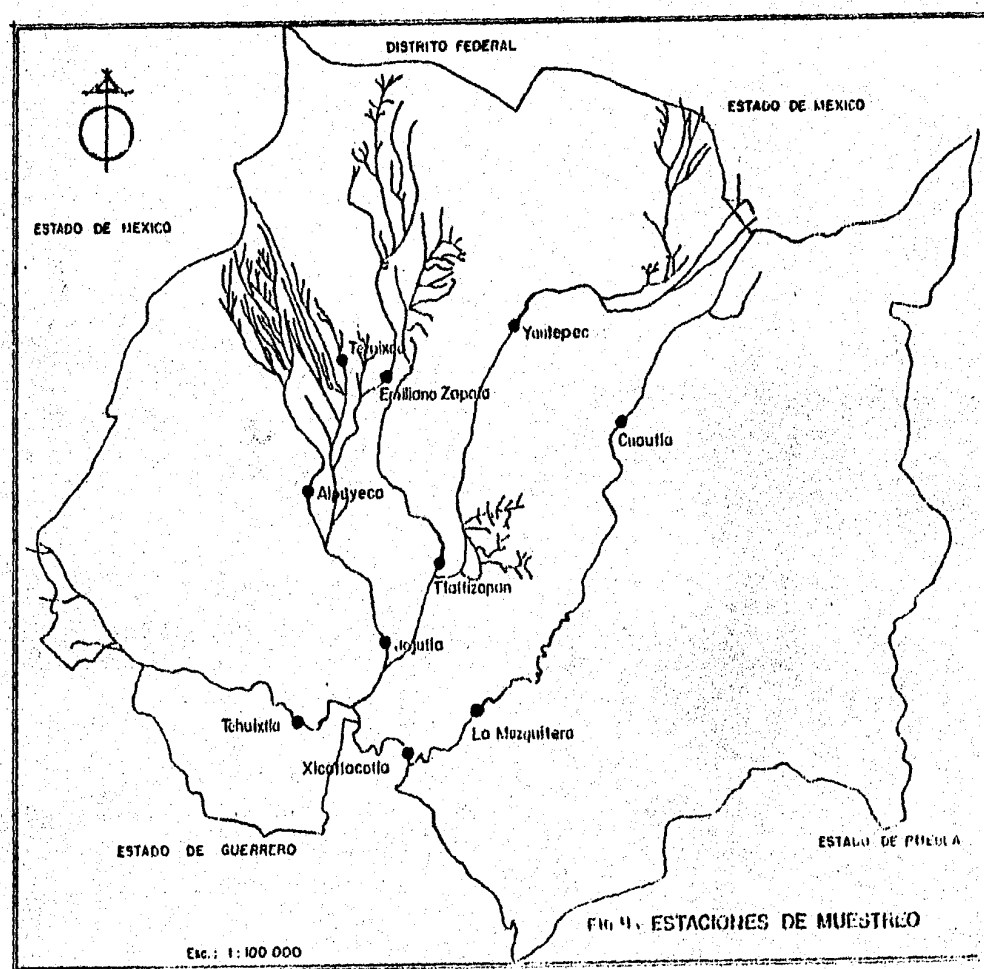 DISTRITO FEDERAL
ESTADO DE MEXICO
ESTADO DE MEXICO
Yautepec
Temixco
Emiliano Zapata
Cuautla
Alpuyeca
Tlaltizapan
Jojutla
Tehuixtla
La Mezquitera
Xicatlacotla
ESTADO DE GUERRERO
ESTADO DE PUEBLA
ESTACIONES DE MUESTREO
Esc.: 1:100 000